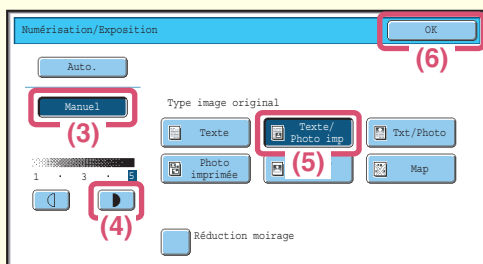 Numérisation/Exposition
OK
(6)
Auto.
Manuel
(3)
Type image original
Texte
Texte/
Photo imp
(5)
Txt/Photo
Photo
imprimée
Map
1 · 3 · 5
(4)
Réduction moirage